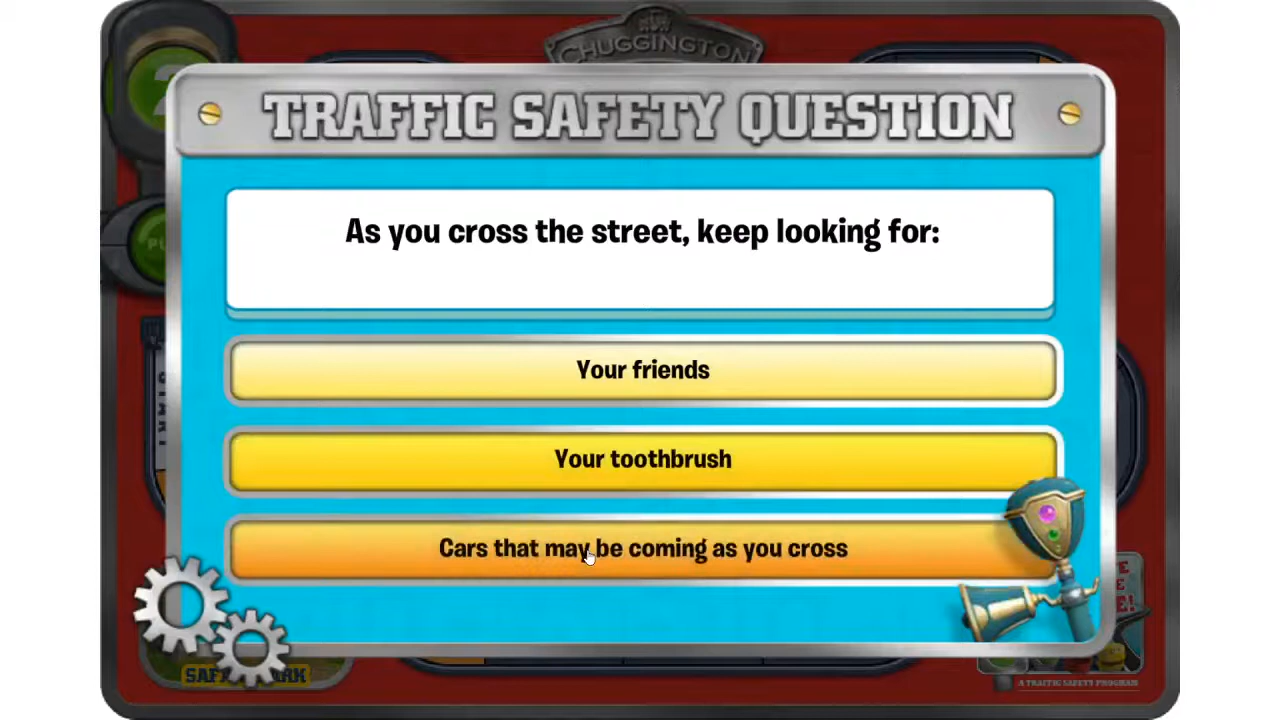 CHUGGINGTON
TRAFFIC SAFETY QUESTION
As you cross the street, keep looking for:
Your friends
Your toothbrush
Cars that may be coming as you cross
START
A TRAFFIC SAFETY PROGRAM